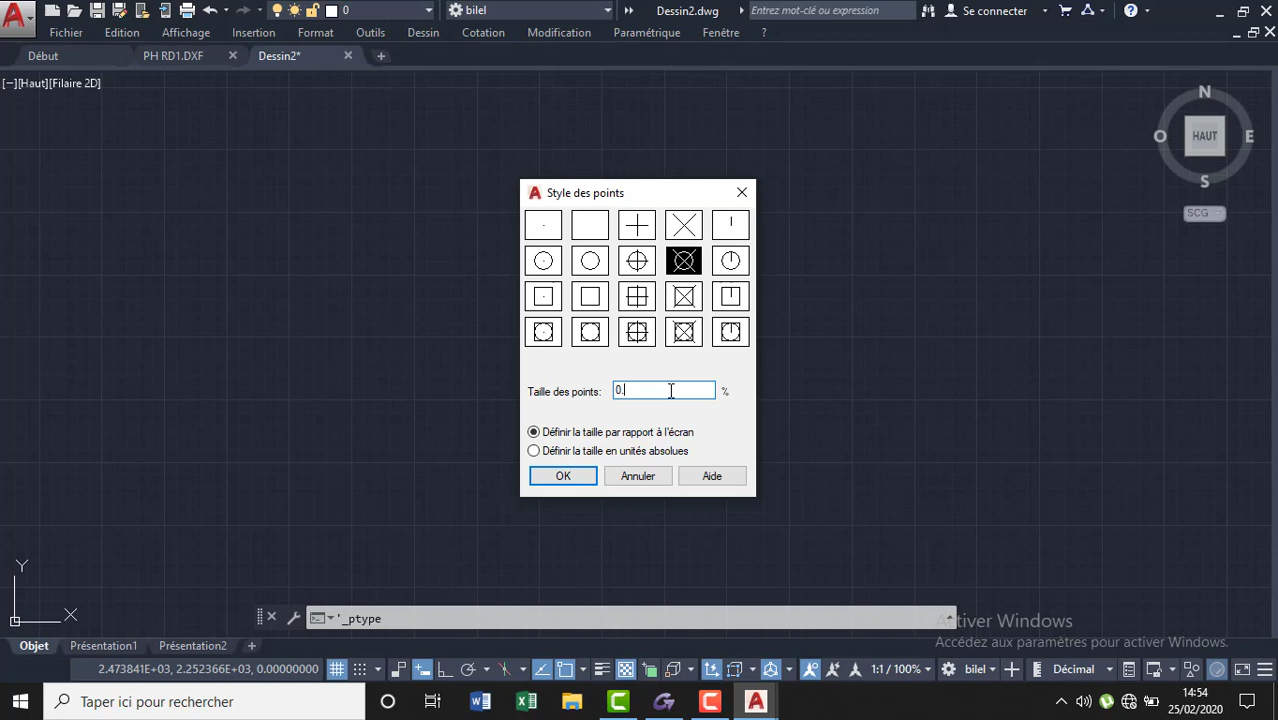 0
bilel
Dessin2.dwg
Entrez mot-clé ou expression
Se connecter
?
Fichier
Edition
Affichage
Insertion
Format
Outils
Dessin
Cotation
Modification
Paramétrique
Fenêtre
?
Début
PH RD1.DXF
Dessin2*
[−][Haut][Filaire 2D]
N
O
HAUT
E
S
SCG
Style des points
Taille des points:
0.
%
Définir la taille par rapport à l'écran
Définir la taille en unités absolues
OK
Annuler
Aide
Y
X
'_ptype
Activer Windows
Accédez aux paramètres pour activer Windows.
Objet
Présentation1
Présentation2
2.473841E+03, 2.252366E+03, 0.00000000
1:1 / 100%
bilel
Décimal
Taper ici pour rechercher
14:54
25/02/2020